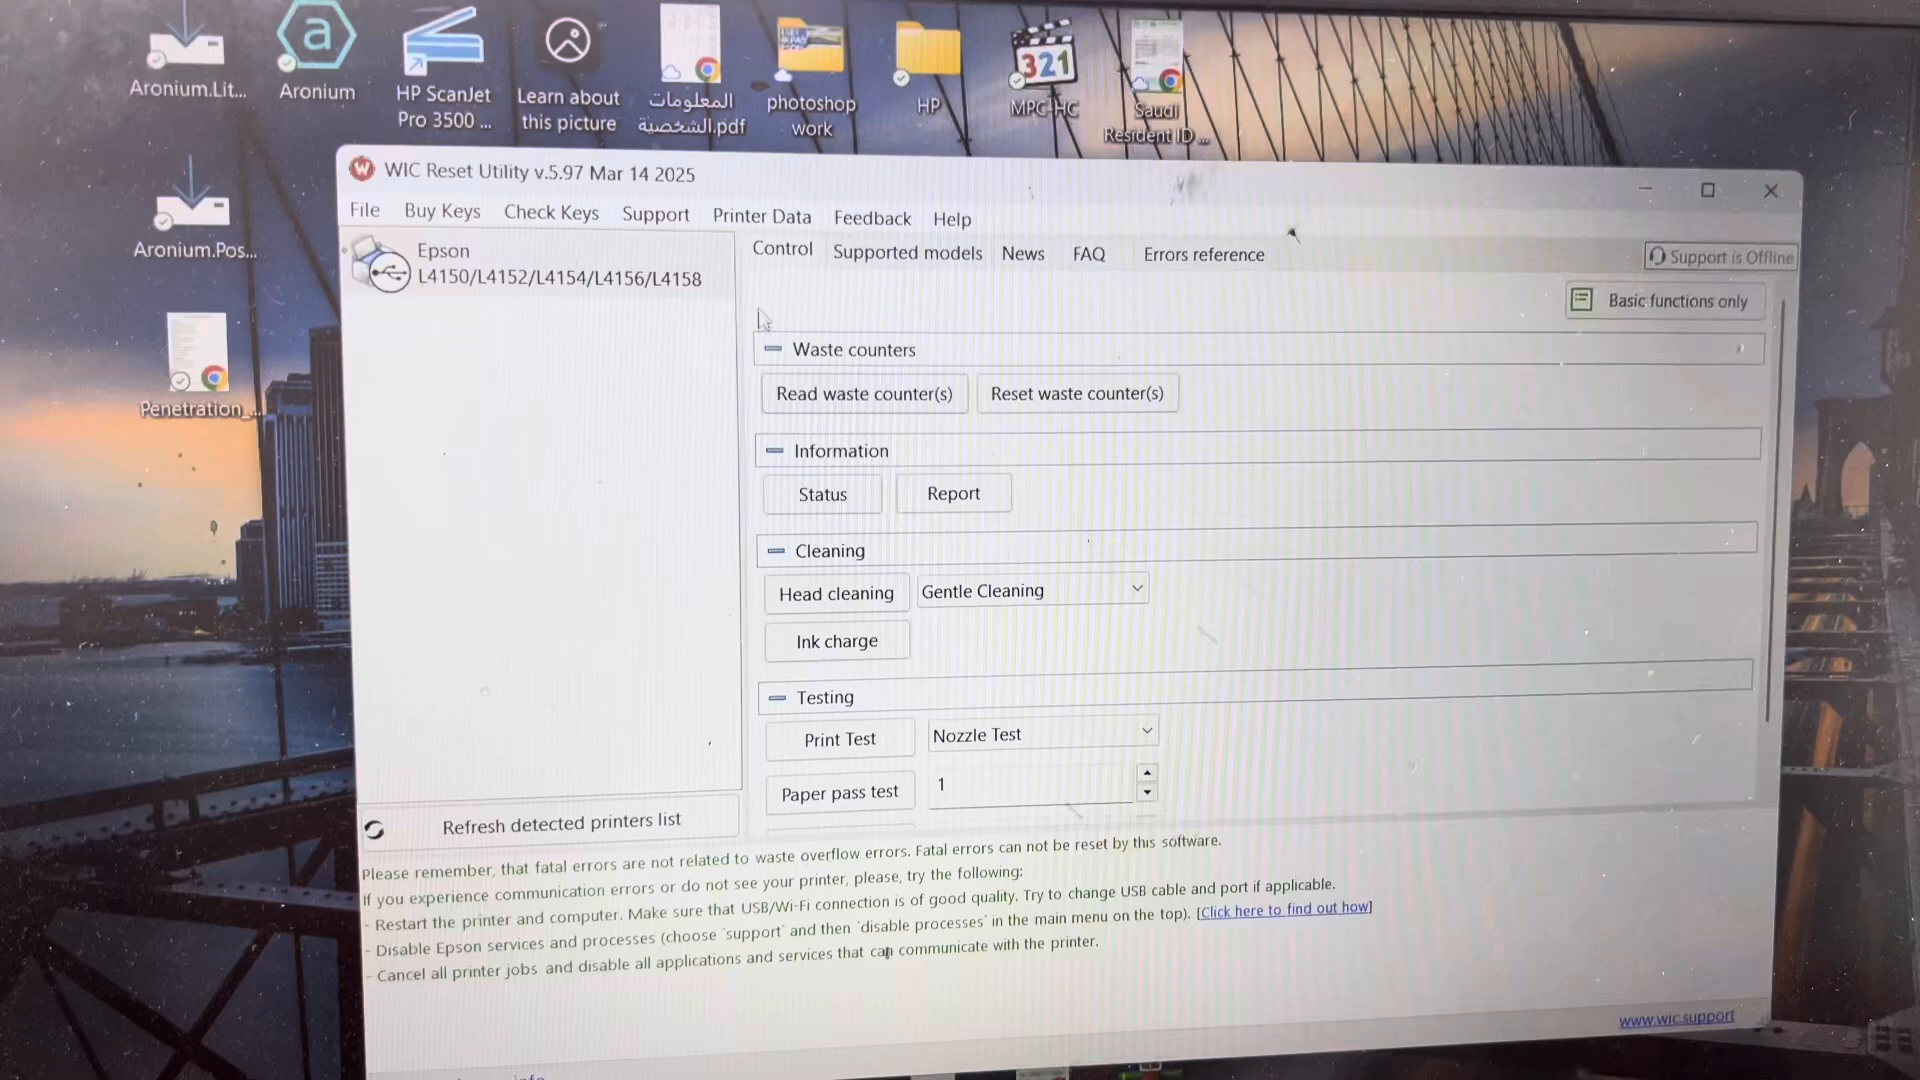 Aronium.Lit...
Aronium
HP ScanJet
Pro 3500 ...
Learn about
this picture
المعلومات
الشخصية.pdf
photoshop
work
HP
321
MPC-HC
Saudi
Resident ID ...
Aronium.Pos...
Penetration_...
WIC Reset Utility v.5.97 Mar 14 2025
File Buy Keys Check Keys Support Printer Data Feedback Help
Epson
L4150/L4152/L4154/L4156/L4158
Control Supported models News FAQ Errors reference
Support is Offline
Basic functions only
Waste counters
Read waste counter(s) Reset waste counter(s)
Information
Status Report
Cleaning
Head cleaning Gentle Cleaning
Ink charge
Testing
Print Test Nozzle Test
Paper pass test 1
Refresh detected printers list
Please remember, that fatal errors are not related to waste overflow errors. Fatal errors can not be reset by this software.
If you experience communication errors or do not see your printer, please, try the following:
- Restart the printer and computer. Make sure that USB/Wi-Fi connection is of good quality. Try to change USB cable and port if applicable.
- Disable Epson services and processes (choose `support` and then `disable processes` in the main menu on the top). [Click here to find out how]
- Cancel all printer jobs and disable all applications and services that can communicate with the printer.
www.wic.support